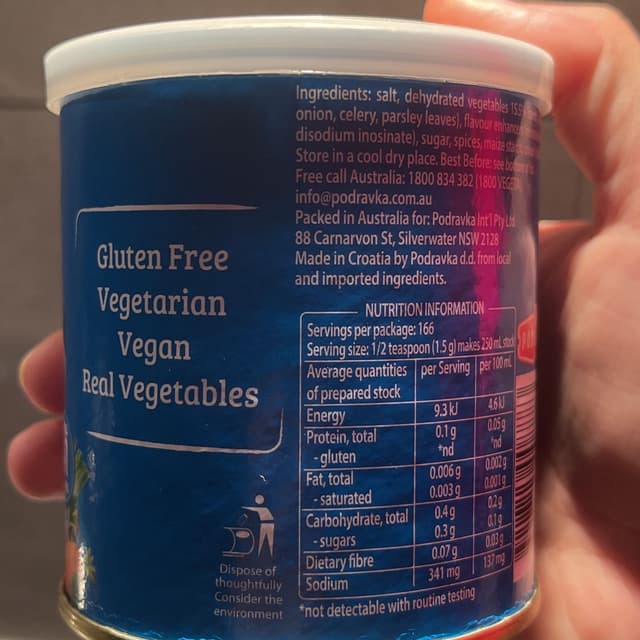 Gluten Free
Vegetarian
Vegan
Real Vegetables
Dispose of
thoughtfully
Consider the
environment
Ingredients: salt, dehydrated vegetables
onion, celery, parsley leaves), flavour
disodium inosinate), sugar, spices, maize
Store in a cool dry place. Best Before: see
Free call Australia: 1800 834 382 (1800
info@podravka.com.au
Packed in Australia for: Podravka Int'l Pty Ltd
88 Carnarvon St, Silverwater NSW 2128
Made in Croatia by Podravka d.d. from local
and imported ingredients.
NUTRITION INFORMATION
Servings per package: 166
Serving size: 1/2 teaspoon (1.5 g) makes 250 mL stock
Average quantities of prepared stock per Serving per 100 mL
Energy 9.3 kJ 4.6 kJ
Protein, total 0.1 g 0.05 g
- gluten *nd *nd
Fat, total 0.006 g 0.002 g
- saturated 0.003 g 0.001 g
Carbohydrate, total 0.4 g 0.2 g
- sugars 0.3 g 0.1 g
Dietary fibre 0.07 g 0.03 g
Sodium 341 mg 137 mg
*not detectable with routine testing